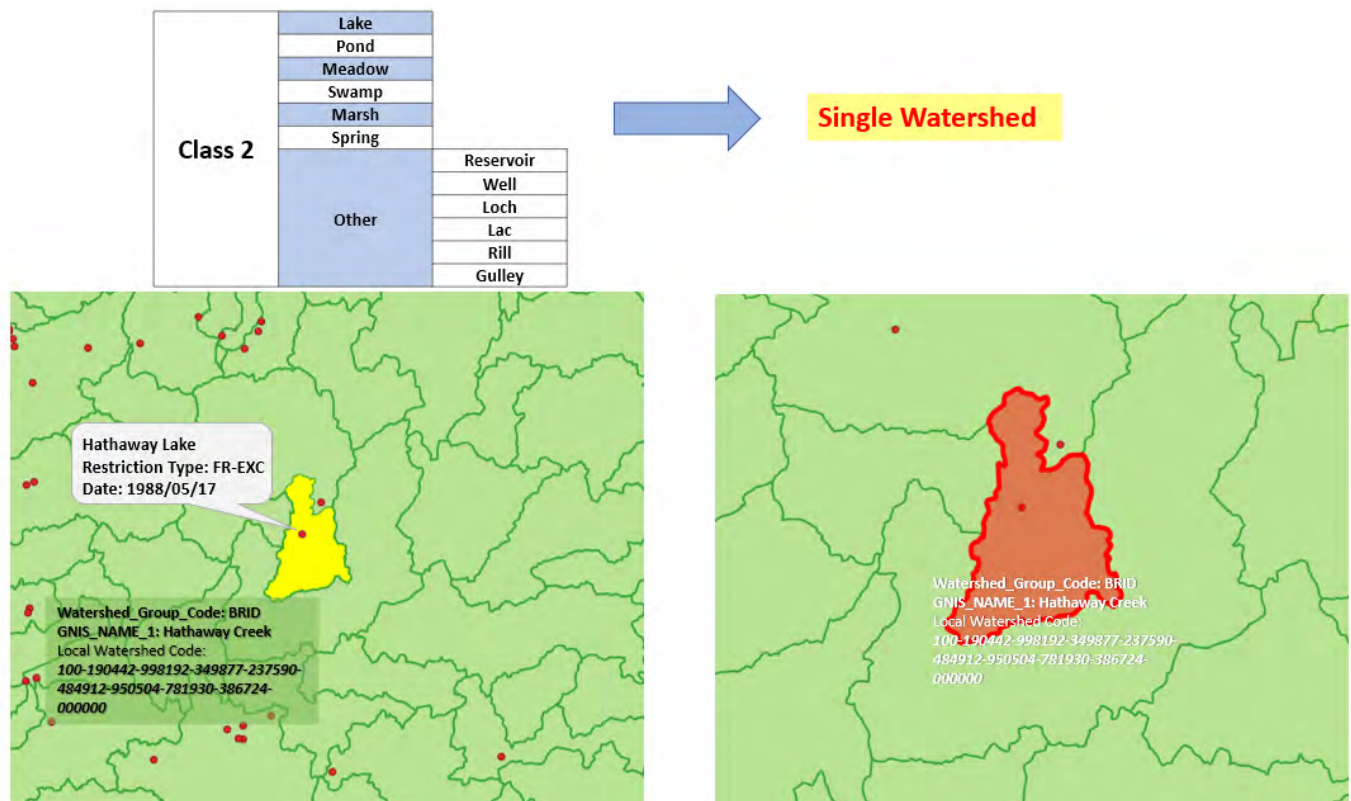 Class 2
Lake
Pond
Meadow
Swamp
Marsh
Spring
Other
Reservoir
Well
Loch
Lac
Rill
Gulley
Single Watershed
Hathaway Lake
Restriction Type: FR-EXC
Date: 1988/05/17
Watershed_Group_Code: BRID
GNIS_NAME_1: Hathaway Creek
Local Watershed Code:
100-190442-998192-349877-237590-
484912-950504-781930-386724-
000000
Watershed_Group_Code: BRID
GNIS_NAME_1: Hathaway Creek
Local Watershed Code:
100-190442-998192-349877-237590-
484912-950504-781930-386724-
000000